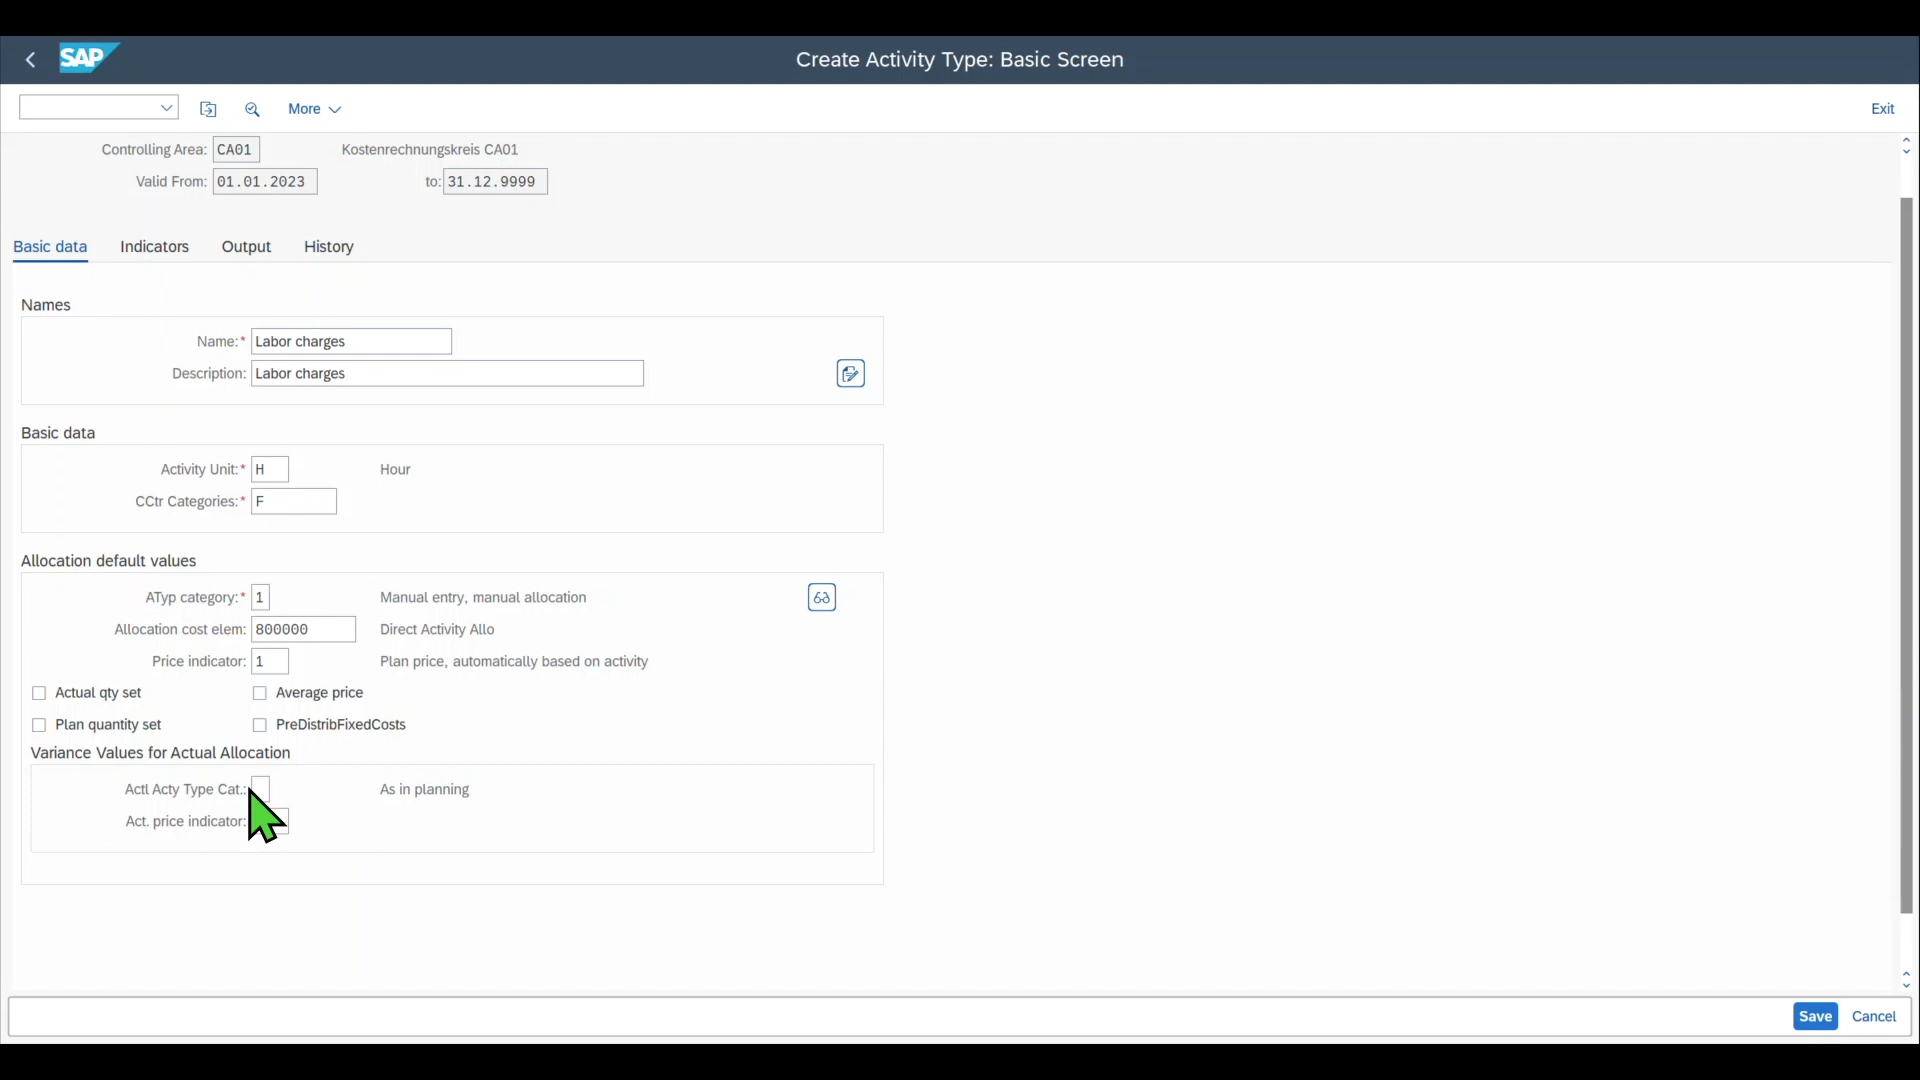 SAP
Create Activity Type: Basic Screen
More
Exit
Controlling Area: CA01 Kostenrechnungskreis CA01
Valid From: 01.01.2023 to: 31.12.9999
Basic data Indicators Output History
Names
Name:* Labor charges
Description: Labor charges
Basic data
Activity Unit:* H Hour
CCtr Categories:* F
Allocation default values
ATyp category:* 1 Manual entry, manual allocation
Allocation cost elem: 800000 Direct Activity Allo
Price indicator: 1 Plan price, automatically based on activity
Actual qty set Average price
Plan quantity set PreDistribFixedCosts
Variance Values for Actual Allocation
Actl Acty Type Cat.: As in planning
Act. price indicator:
Save Cancel